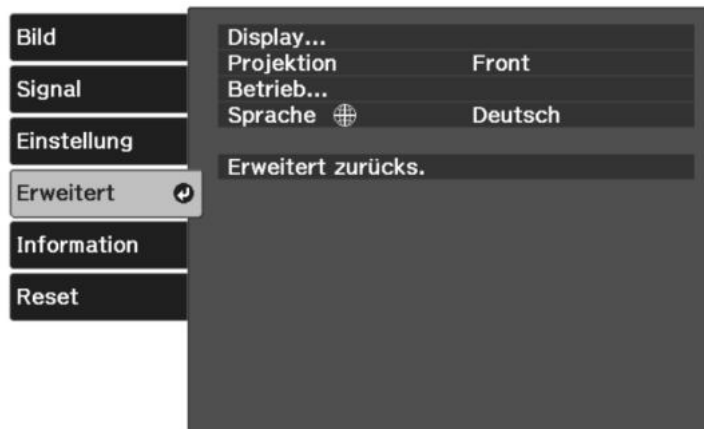 Bild
Signal
Einstellung
Erweitert
Information
Reset
Display...
Projektion Front
Betrieb...
Sprache Deutsch
Erweitert zurücks.